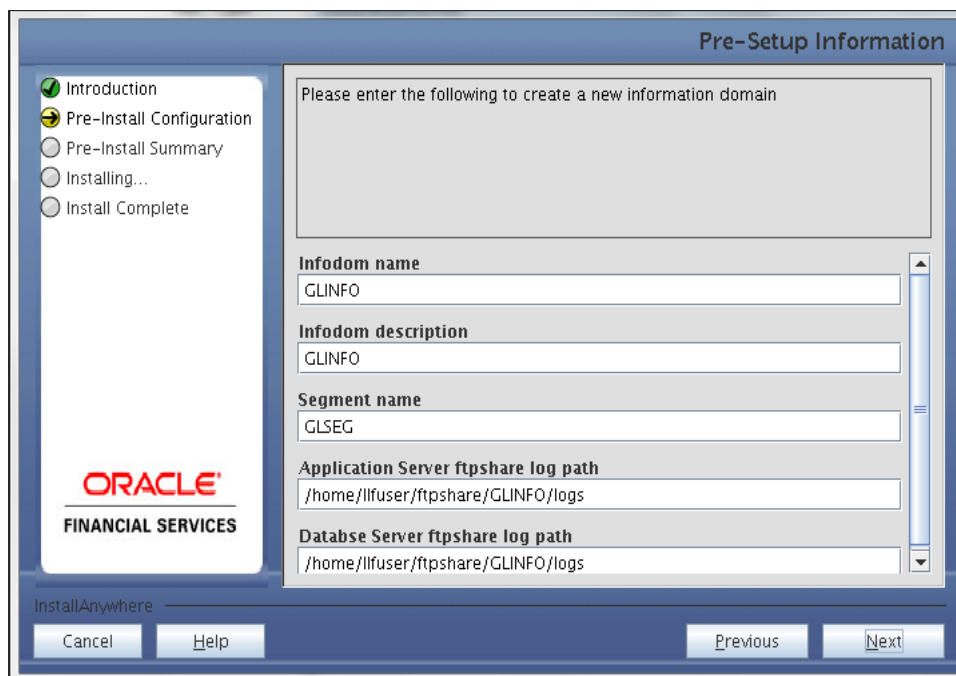 Pre-Setup Information
Introduction
Pre-Install Configuration
Pre-Install Summary
Installing...
Install Complete
ORACLE®
FINANCIAL SERVICES
Please enter the following to create a new information domain
Infodom name
GLINFO
Infodom description
GLINFO
Segment name
GLSEG
Application Server ftpshare log path
/home/llfuser/ftpshare/GLINFO/logs
Databse Server ftpshare log path
/home/llfuser/ftpshare/GLINFO/logs
InstallAnywhere
Cancel
Help
Previous
Next